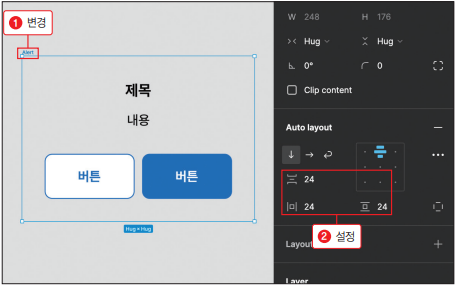 1 변경
Alert
제목
내용
버튼 버튼
Hug × Hug
W 248 H 176
Hug Hug
0° 0
Clip content
Auto layout
24
24 24
2 설정
Layou
Layer